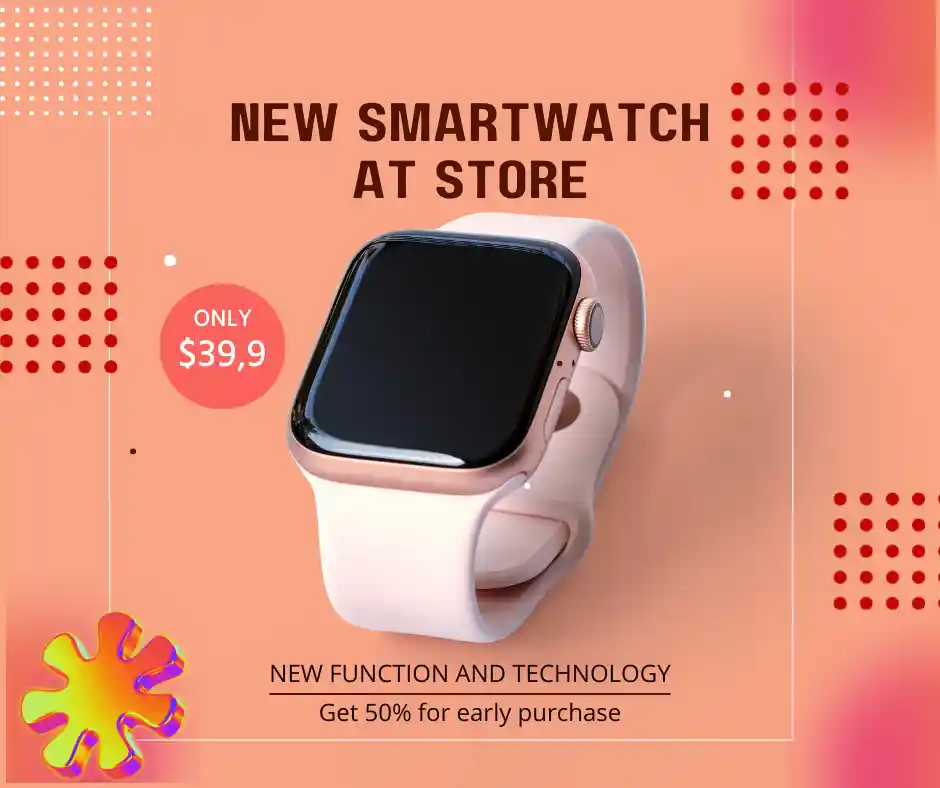 NEW SMARTWATCH
AT STORE
ONLY
$39,9
NEW FUNCTION AND TECHNOLOGY
Get 50% for early purchase